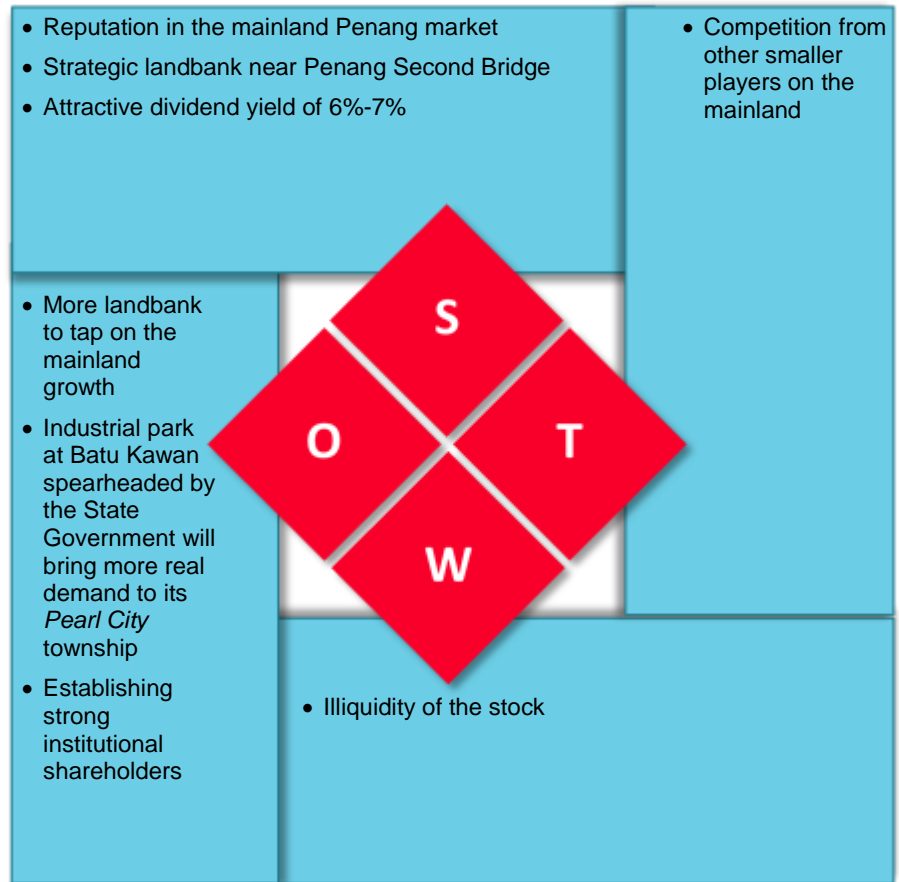 • Reputation in the mainland Penang market
• Strategic landbank near Penang Second Bridge
• Attractive dividend yield of 6%-7%
• Competition from
other smaller
players on the
mainland
S
• More landbank
to tap on the
mainland
growth
• Industrial park
at Batu Kawan
spearheaded by
the State
Government will
bring more real
demand to its
Pearl City
township
• Establishing
strong
institutional
shareholders
O
T
W
• Illiquidity of the stock